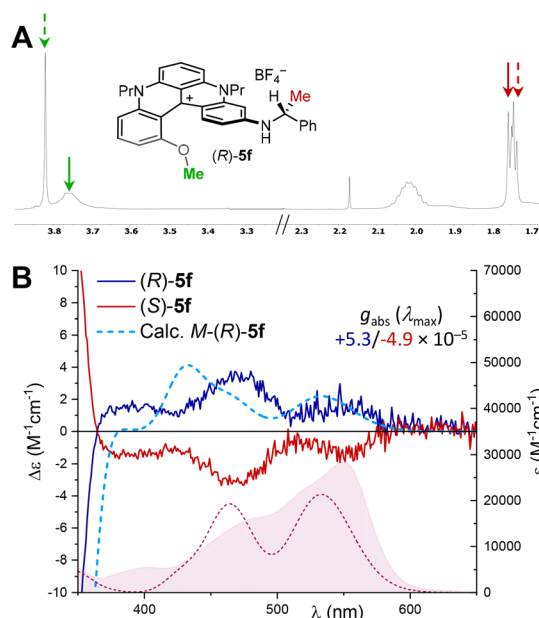 A
PrN
NPr
+
BF₄⁻
H
Me
N
H
Ph
O
Me
(R)-5f
3.8
3.7
3.6
3.5
3.4
3.3
//
2.3
2.2
2.1
2.0
1.9
1.8
1.7
B
(R)-5f
(S)-5f
Calc. M-(R)-5f
g_abs (λ_max)
+5.3/-4.9 × 10⁻⁵
10
8
6
4
2
0
-2
-4
-6
-8
-10
Δε (M⁻¹cm⁻¹)
70000
60000
50000
40000
30000
20000
10000
0
ε (M⁻¹cm⁻¹)
400
500
600
λ (nm)